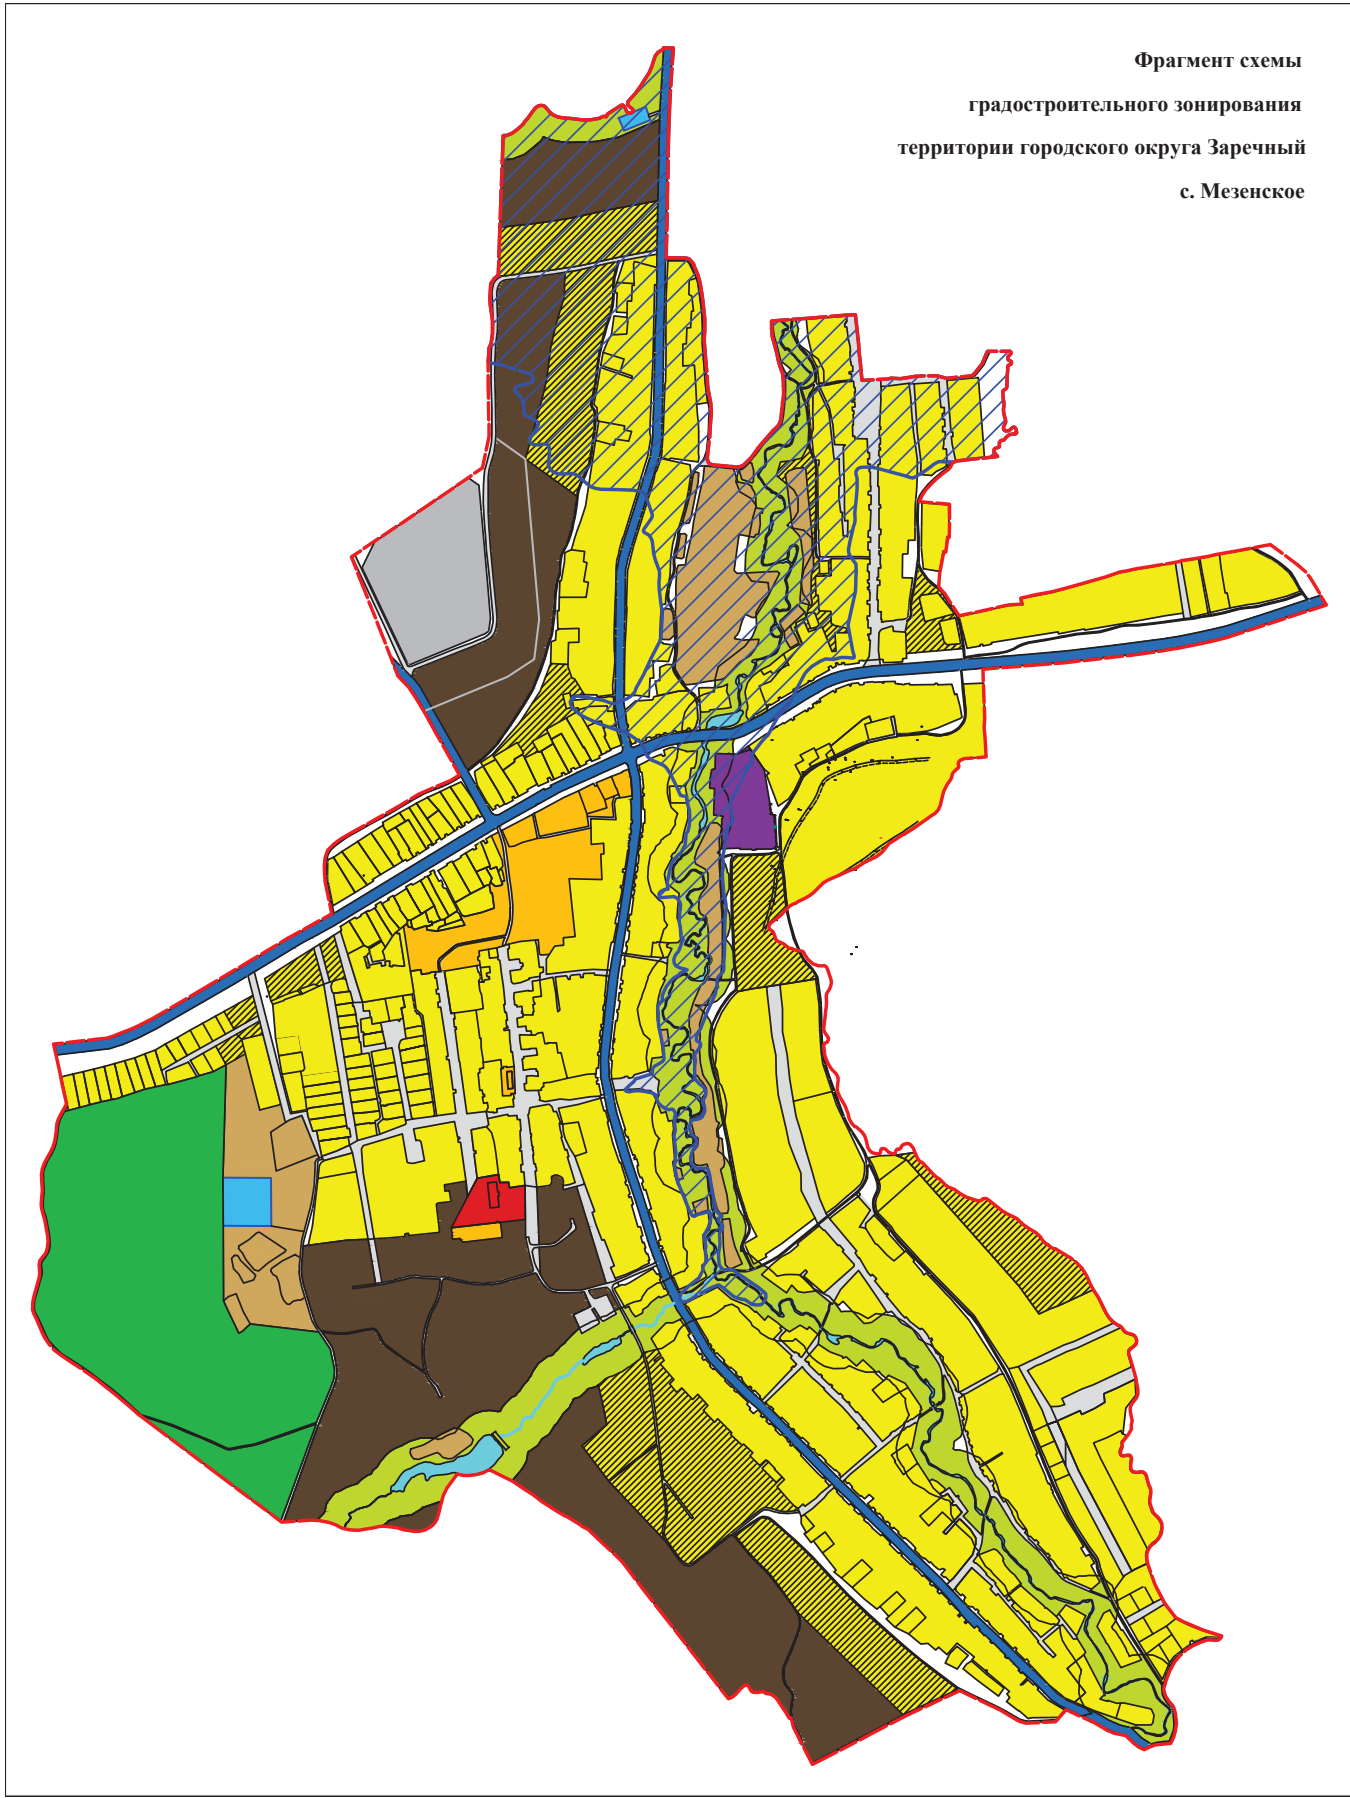 Фрагмент схемы
градостроительного зонирования
территории городского округа Заречный
с. Мезенское